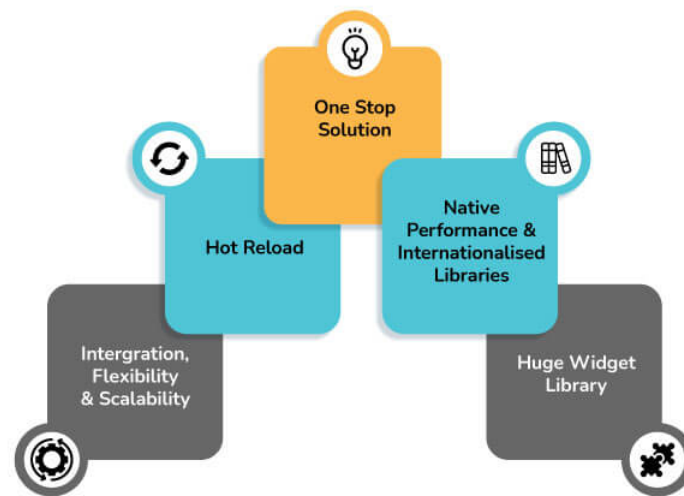 One Stop
Solution
Hot Reload
Native
Performance &
Internationalised
Libraries
Intergration,
Flexibility
& Scalability
Huge Widget
Library